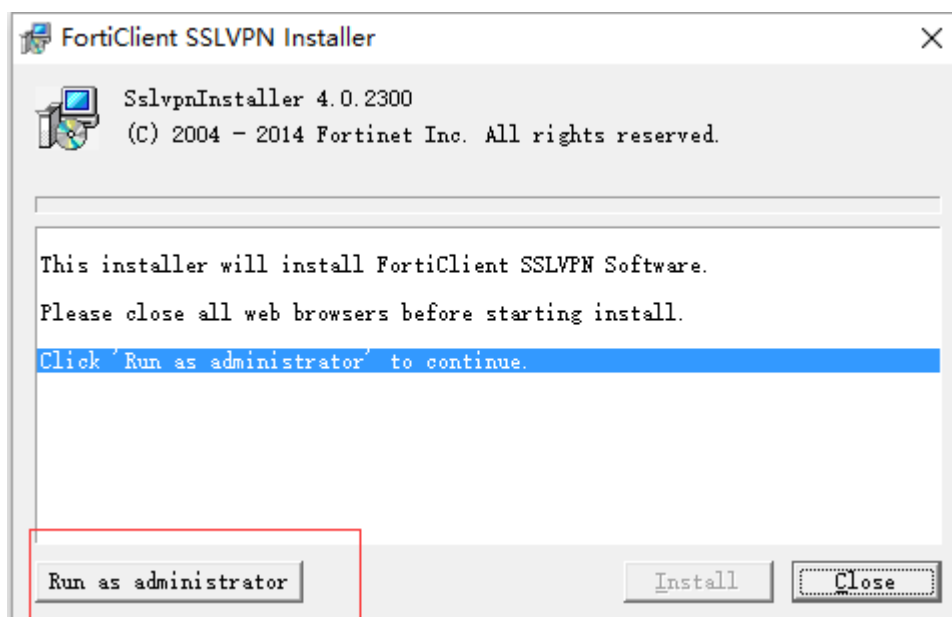 FortiClient SSLVPN Installer
SslvpnInstaller 4.0.2300
(C) 2004 - 2014 Fortinet Inc. All rights reserved.
This installer will install FortiClient SSLVPN Software.
Please close all web browsers before starting install.
Click 'Run as administrator' to continue.
Run as administrator
Install
Close